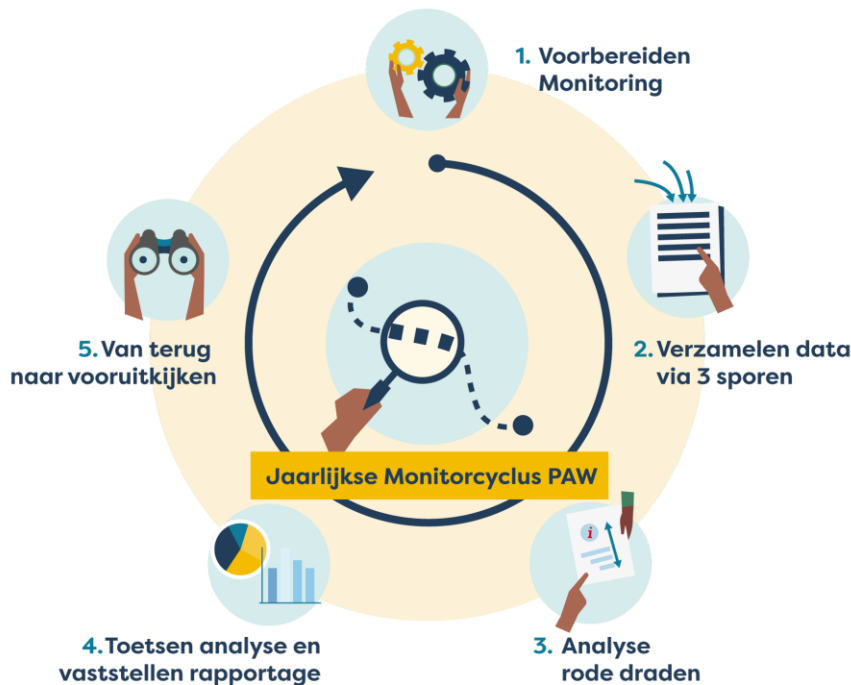 1. Voorbereiden
Monitoring
2. Verzamelen data
via 3 sporen
3. Analyse
rode draden
4. Toetsen analyse en
vaststellen rapportage
5. Van terug
naar vooruitkijken
Jaarlijkse Monitorcyclus PAW
i